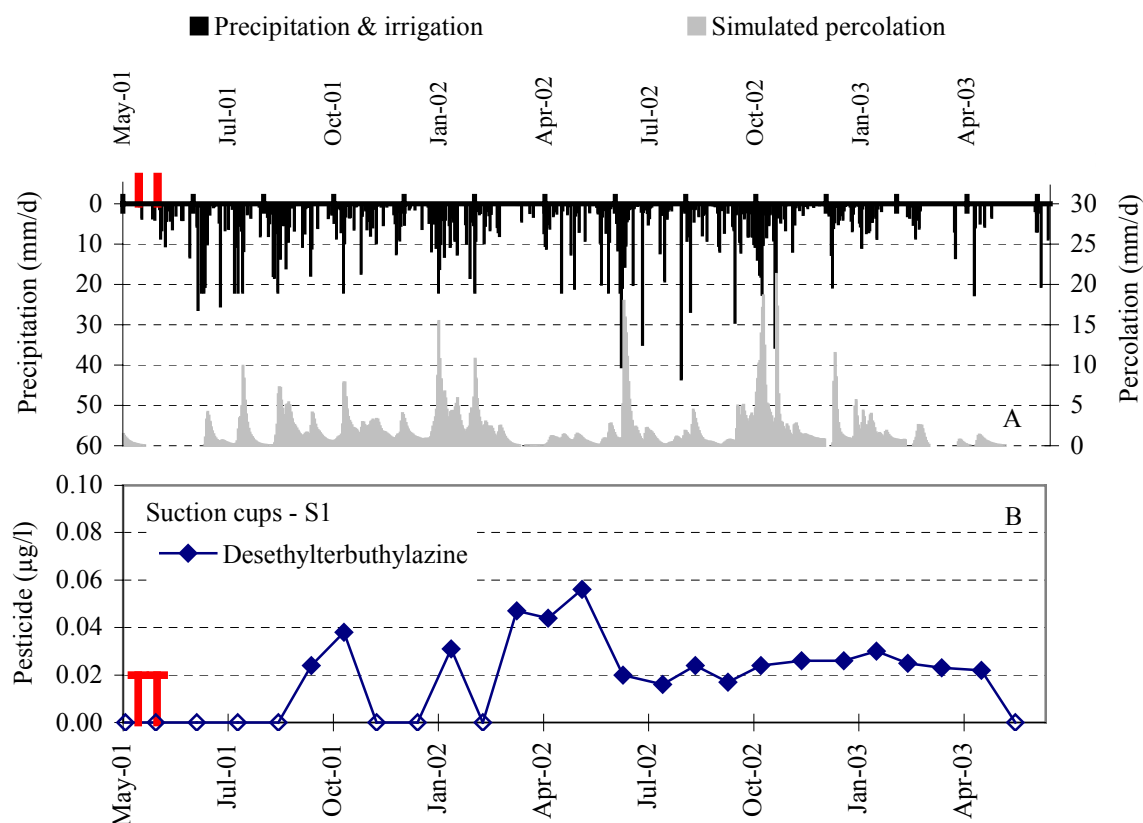 Precipitation & irrigation
Simulated percolation
May-01
Jul-01
Oct-01
Jan-02
Apr-02
Jul-02
Oct-02
Jan-03
Apr-03
Precipitation (mm/d)
0
10
20
30
40
50
60
30
25
20
15
10
5
0
Percolation (mm/d)
A
Pesticide (µg/l)
0.10
0.08
0.06
0.04
0.02
0.00
Suction cups - S1
B
Desethylterbuthylazine
May-01
Jul-01
Oct-01
Jan-02
Apr-02
Jul-02
Oct-02
Jan-03
Apr-03